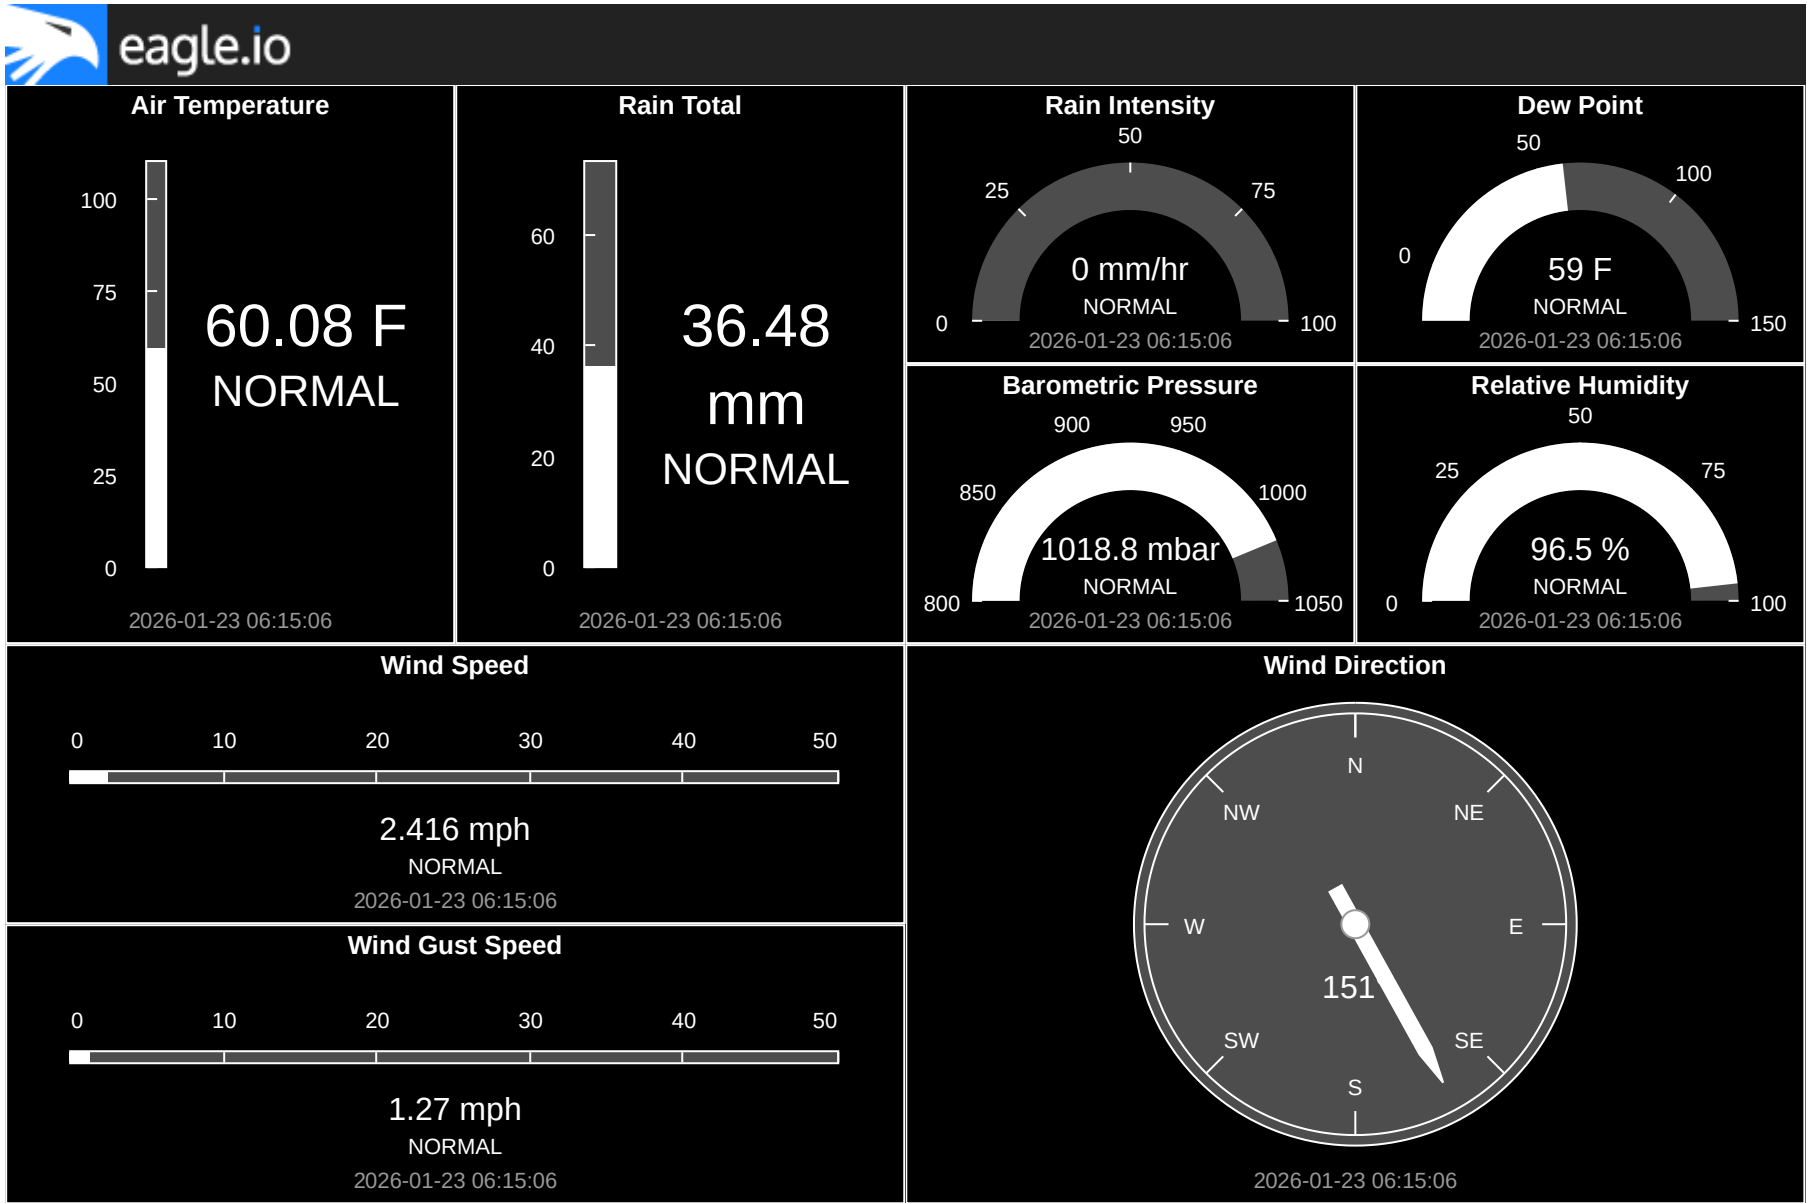 eagle.io
Air Temperature
100
75
50
25
0
60.08 F
NORMAL
2026-01-23 06:15:06
Rain Total
60
40
20
0
36.48
mm
NORMAL
2026-01-23 06:15:06
Rain Intensity
0
25
50
75
100
0 mm/hr
NORMAL
2026-01-23 06:15:06
Dew Point
0
50
100
150
59 F
NORMAL
2026-01-23 06:15:06
Barometric Pressure
800
850
900
950
1000
1050
1018.8 mbar
NORMAL
2026-01-23 06:15:06
Relative Humidity
0
25
50
75
100
96.5 %
NORMAL
2026-01-23 06:15:06
Wind Speed
0 10 20 30 40 50
2.416 mph
NORMAL
2026-01-23 06:15:06
Wind Gust Speed
0 10 20 30 40 50
1.27 mph
NORMAL
2026-01-23 06:15:06
Wind Direction
N
NW NE
W E
151
SW SE
S
2026-01-23 06:15:06